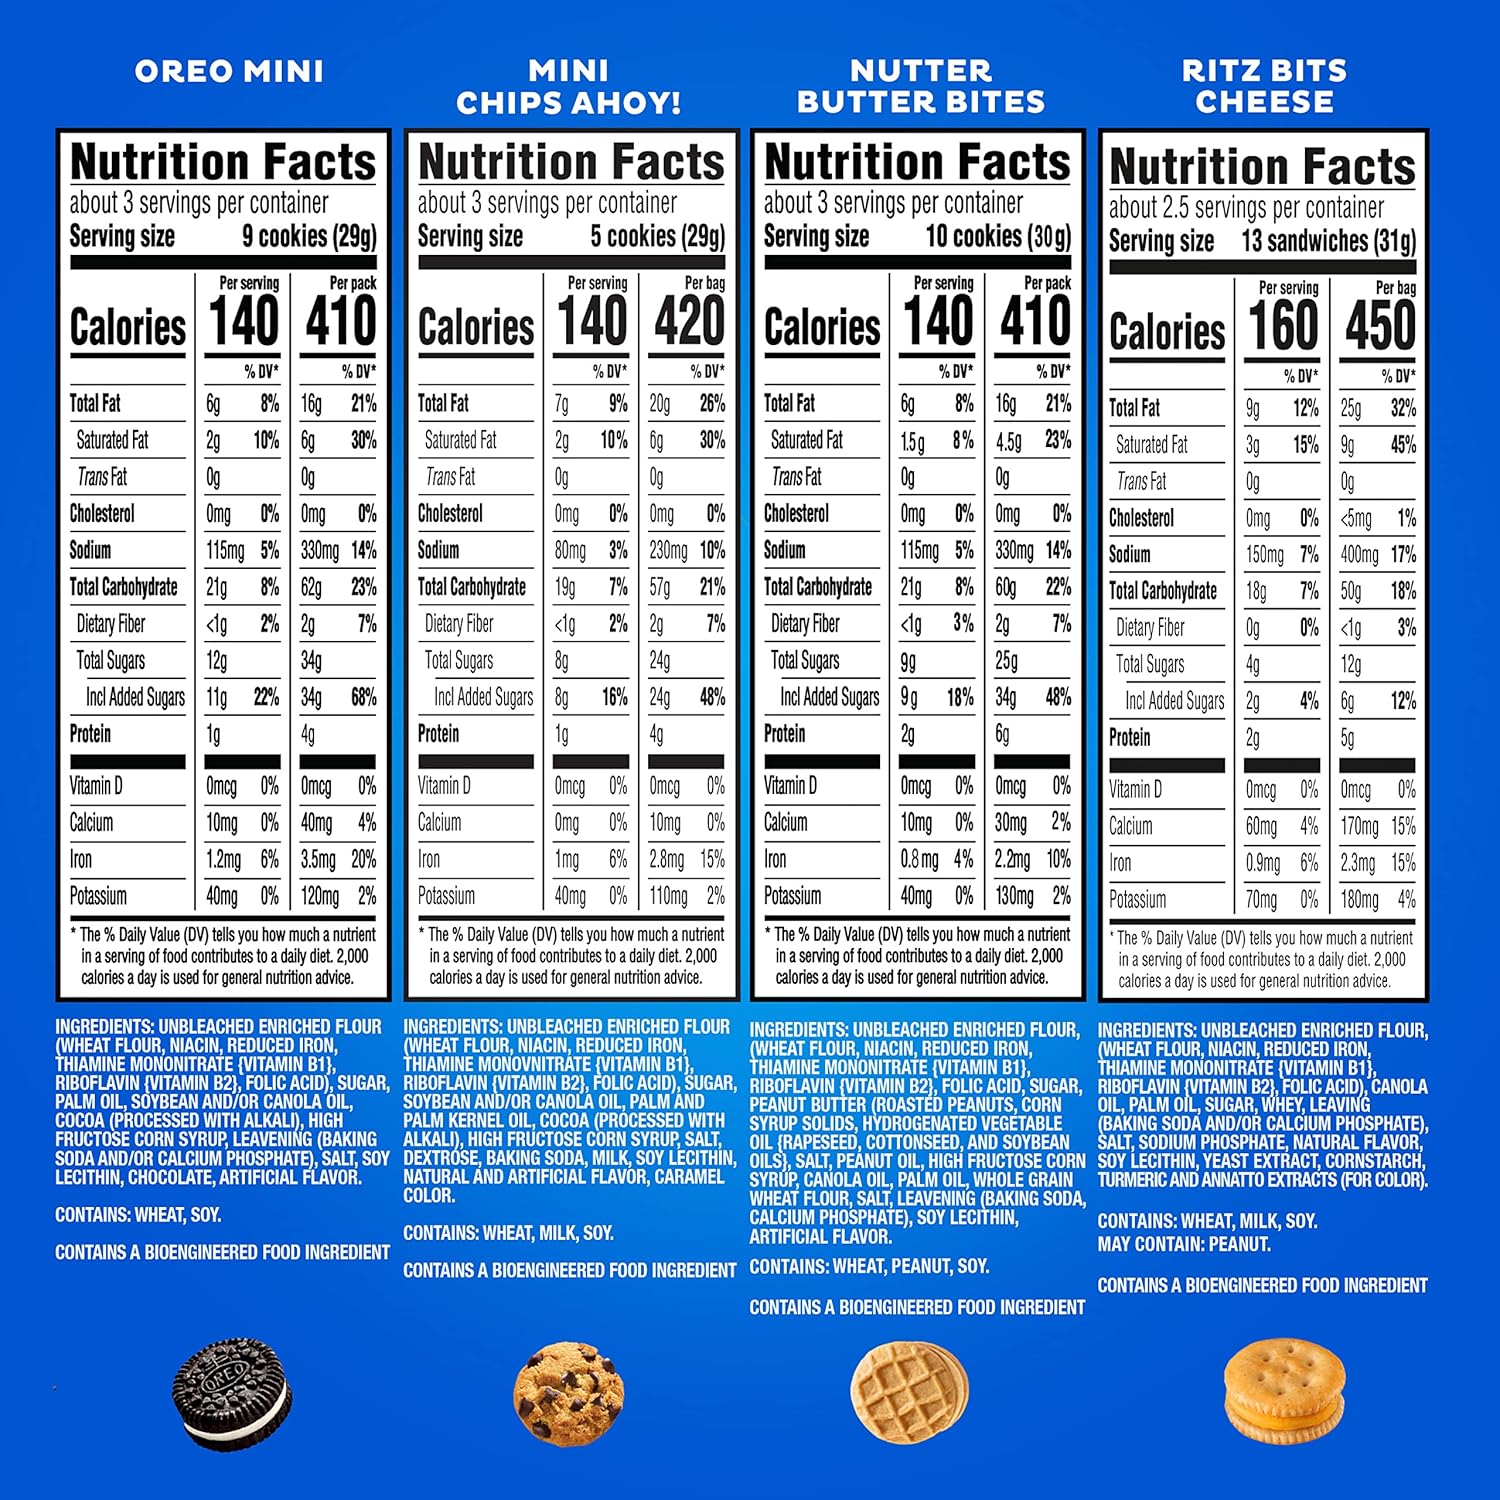 OREO MINI
Nutrition Facts
about 3 servings per container
Serving size 9 cookies (29g)
Per serving Per pack
Calories 140 410
% DV* % DV*
Total Fat 6g 8% 16g 21%
Saturated Fat 2g 10% 6g 30%
Trans Fat 0g 0g
Cholesterol 0mg 0% 0mg 0%
Sodium 115mg 5% 330mg 14%
Total Carbohydrate 21g 8% 62g 23%
Dietary Fiber <1g 2% 2g 7%
Total Sugars 12g 34g
Incl Added Sugars 11g 22% 34g 68%
Protein 1g 4g
Vitamin D 0mcg 0% 0mcg 0%
Calcium 10mg 0% 40mg 4%
Iron 1.2mg 6% 3.5mg 20%
Potassium 40mg 0% 120mg 2%
* The % Daily Value (DV) tells you how much a nutrient
in a serving of food contributes to a daily diet. 2,000
calories a day is used for general nutrition advice.
INGREDIENTS: UNBLEACHED ENRICHED FLOUR
(WHEAT FLOUR, NIACIN, REDUCED IRON,
THIAMINE MONONITRATE {VITAMIN B1},
RIBOFLAVIN {VITAMIN B2}, FOLIC ACID), SUGAR,
PALM OIL, SOYBEAN AND/OR CANOLA OIL,
COCOA (PROCESSED WITH ALKALI), HIGH
FRUCTOSE CORN SYRUP, LEAVENING (BAKING
SODA AND/OR CALCIUM PHOSPHATE), SALT, SOY
LECITHIN, CHOCOLATE, ARTIFICIAL FLAVOR.
CONTAINS: WHEAT, SOY.
CONTAINS A BIOENGINEERED FOOD INGREDIENT
OREO
MINI
CHIPS AHOY!
Nutrition Facts
about 3 servings per container
Serving size 5 cookies (29g)
Per serving Per bag
Calories 140 420
% DV* % DV*
Total Fat 7g 9% 20g 26%
Saturated Fat 2g 10% 6g 30%
Trans Fat 0g 0g
Cholesterol 0mg 0% 0mg 0%
Sodium 80mg 3% 230mg 10%
Total Carbohydrate 19g 7% 57g 21%
Dietary Fiber <1g 2% 2g 7%
Total Sugars 8g 24g
Incl Added Sugars 8g 16% 24g 48%
Protein 1g 4g
Vitamin D 0mcg 0% 0mcg 0%
Calcium 0mg 0% 10mg 0%
Iron 1mg 6% 2.8mg 15%
Potassium 40mg 0% 110mg 2%
* The % Daily Value (DV) tells you how much a nutrient
in a serving of food contributes to a daily diet. 2,000
calories a day is used for general nutrition advice.
INGREDIENTS: UNBLEACHED ENRICHED FLOUR
(WHEAT FLOUR, NIACIN, REDUCED IRON,
THIAMINE MONOVNITRATE {VITAMIN B1},
RIBOFLAVIN {VITAMIN B2}, FOLIC ACID), SUGAR,
SOYBEAN AND/OR CANOLA OIL, PALM AND
PALM KERNEL OIL, COCOA (PROCESSED WITH
ALKALI), HIGH FRUCTOSE CORN SYRUP, SALT,
DEXTROSE, BAKING SODA, MILK, SOY LECITHIN,
NATURAL AND ARTIFICIAL FLAVOR, CARAMEL
COLOR.
CONTAINS: WHEAT, MILK, SOY.
CONTAINS A BIOENGINEERED FOOD INGREDIENT
NUTTER
BUTTER BITES
Nutrition Facts
about 3 servings per container
Serving size 10 cookies (30g)
Per serving Per pack
Calories 140 410
% DV* % DV*
Total Fat 6g 8% 16g 21%
Saturated Fat 1.5g 8% 4.5g 23%
Trans Fat 0g 0g
Cholesterol 0mg 0% 0mg 0%
Sodium 115mg 5% 330mg 14%
Total Carbohydrate 21g 8% 60g 22%
Dietary Fiber <1g 3% 2g 7%
Total Sugars 9g 25g
Incl Added Sugars 9g 18% 34g 48%
Protein 2g 6g
Vitamin D 0mcg 0% 0mcg 0%
Calcium 10mg 0% 30mg 2%
Iron 0.8mg 4% 2.2mg 10%
Potassium 40mg 0% 130mg 2%
* The % Daily Value (DV) tells you how much a nutrient
in a serving of food contributes to a daily diet. 2,000
calories a day is used for general nutrition advice.
INGREDIENTS: UNBLEACHED ENRICHED FLOUR,
(WHEAT FLOUR, NIACIN, REDUCED IRON,
THIAMINE MONONITRATE {VITAMIN B1},
RIBOFLAVIN {VITAMIN B2}, FOLIC ACID, SUGAR,
PEANUT BUTTER (ROASTED PEANUTS, CORN
SYRUP SOLIDS, HYDROGENATED VEGETABLE
OIL {RAPESEED, COTTONSEED, AND SOYBEAN
OILS}, SALT, PEANUT OIL, HIGH FRUCTOSE CORN
SYRUP, CANOLA OIL, PALM OIL, WHOLE GRAIN
WHEAT FLOUR, SALT, LEAVENING (BAKING SODA,
CALCIUM PHOSPHATE), SOY LECITHIN,
ARTIFICIAL FLAVOR.
CONTAINS: WHEAT, PEANUT, SOY.
CONTAINS A BIOENGINEERED FOOD INGREDIENT
RITZ BITS
CHEESE
Nutrition Facts
about 2.5 servings per container
Serving size 13 sandwiches (31g)
Per serving Per bag
Calories 160 450
% DV* % DV*
Total Fat 9g 12% 25g 32%
Saturated Fat 3g 15% 9g 45%
Trans Fat 0g 0g
Cholesterol 0mg 0% <5mg 1%
Sodium 150mg 7% 400mg 17%
Total Carbohydrate 18g 7% 50g 18%
Dietary Fiber 0g 0% <1g 3%
Total Sugars 4g 12g
Incl Added Sugars 2g 4% 6g 12%
Protein 2g 5g
Vitamin D 0mcg 0% 0mcg 0%
Calcium 60mg 4% 170mg 15%
Iron 0.9mg 6% 2.3mg 15%
Potassium 70mg 0% 180mg 4%
* The % Daily Value (DV) tells you how much a nutrient
in a serving of food contributes to a daily diet. 2,000
calories a day is used for general nutrition advice.
INGREDIENTS: UNBLEACHED ENRICHED FLOUR,
(WHEAT FLOUR, NIACIN, REDUCED IRON,
THIAMINE MONONITRATE {VITAMIN B1},
RIBOFLAVIN {VITAMIN B2}, FOLIC ACID), CANOLA
OIL, PALM OIL, SUGAR, WHEY, LEAVING
(BAKING SODA AND/OR CALCIUM PHOSPHATE),
SALT, SODIUM PHOSPHATE, NATURAL FLAVOR,
SOY LECITHIN, YEAST EXTRACT, CORNSTARCH,
TURMERIC AND ANNATTO EXTRACTS (FOR COLOR).
CONTAINS: WHEAT, MILK, SOY.
MAY CONTAIN: PEANUT.
CONTAINS A BIOENGINEERED FOOD INGREDIENT